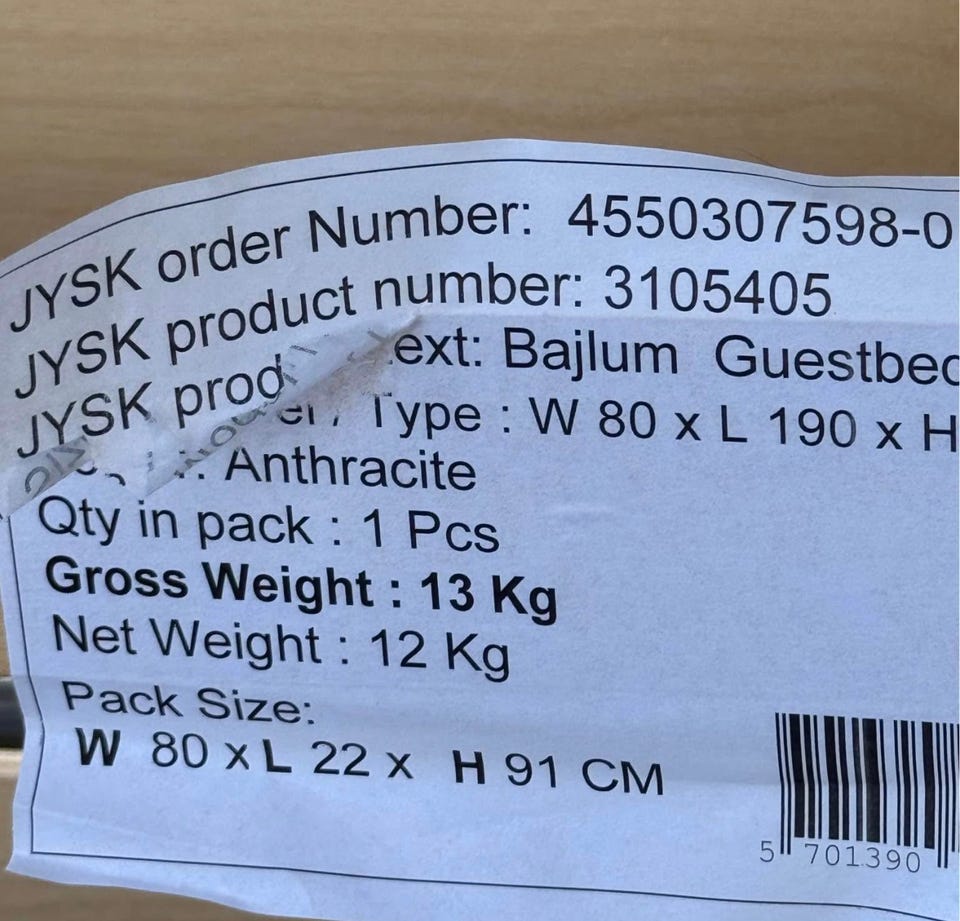 JYSK order Number: 4550307598-0
JYSK product number: 3105405
JYSK prod ext: Bajlum Guestbed
Type : W 80 x L 190 x H
Anthracite
Qty in pack : 1 Pcs
Gross Weight : 13 Kg
Net Weight : 12 Kg
Pack Size:
W 80 x L 22 x H 91 CM
5 701390